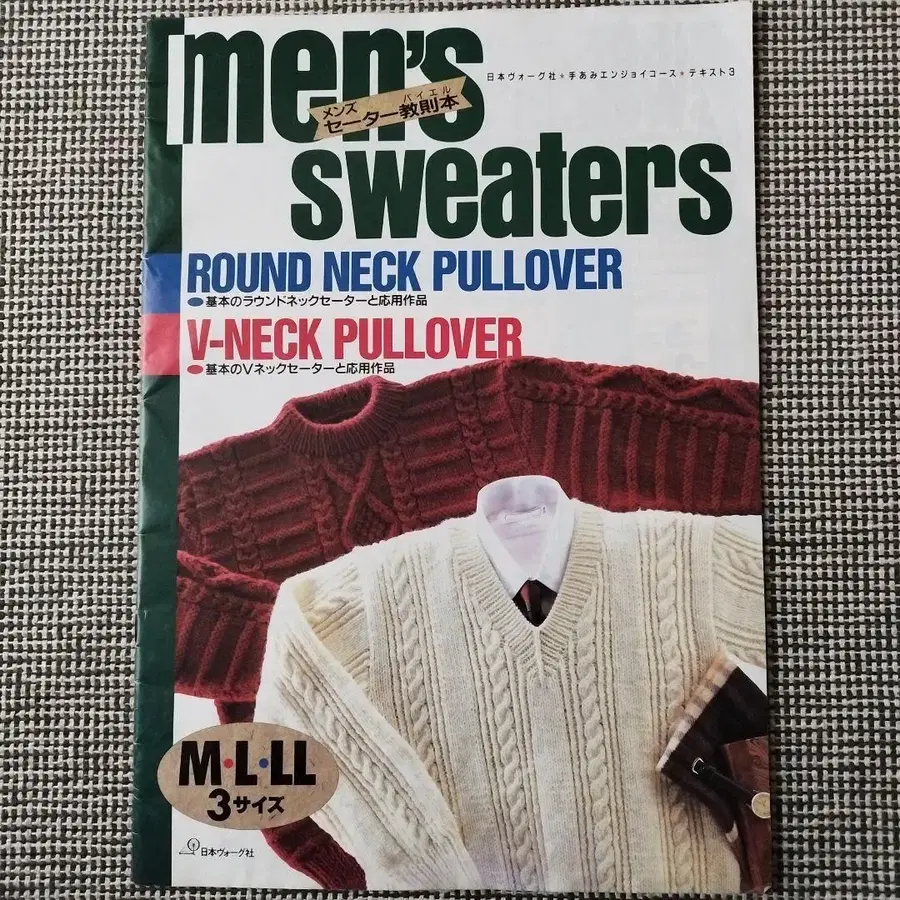 men's
日本ヴォーグ社＊手あみエンジョイコース＊テキスト3
メンズ
バイエル
セーター教則本
sweaters
ROUND NECK PULLOVER
●基本のラウンドネックセーターと応用作品
V-NECK PULLOVER
●基本のVネックセーターと応用作品
M・L・LL
3サイズ
日本ヴォーグ社